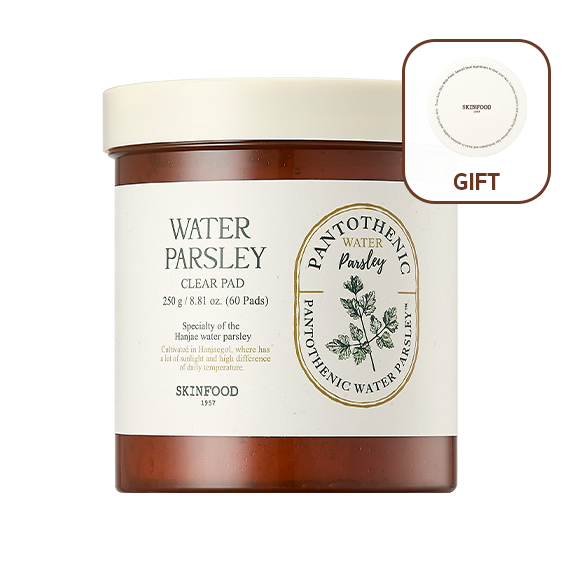 WATER
PARSLEY
CLEAR PAD
250 g / 8.81 oz. (60 Pads)
Specialty of the
Hanjae water parsley
Cultivated in Hanjaegol, where has
a lot of sunlight and high difference
of daily temperature.
SKINFOOD
1957
PANTOTHENIC
WATER
Parsley
PANTOTHENIC WATER PARSLEY™
SKINFOOD
1957
GIFT